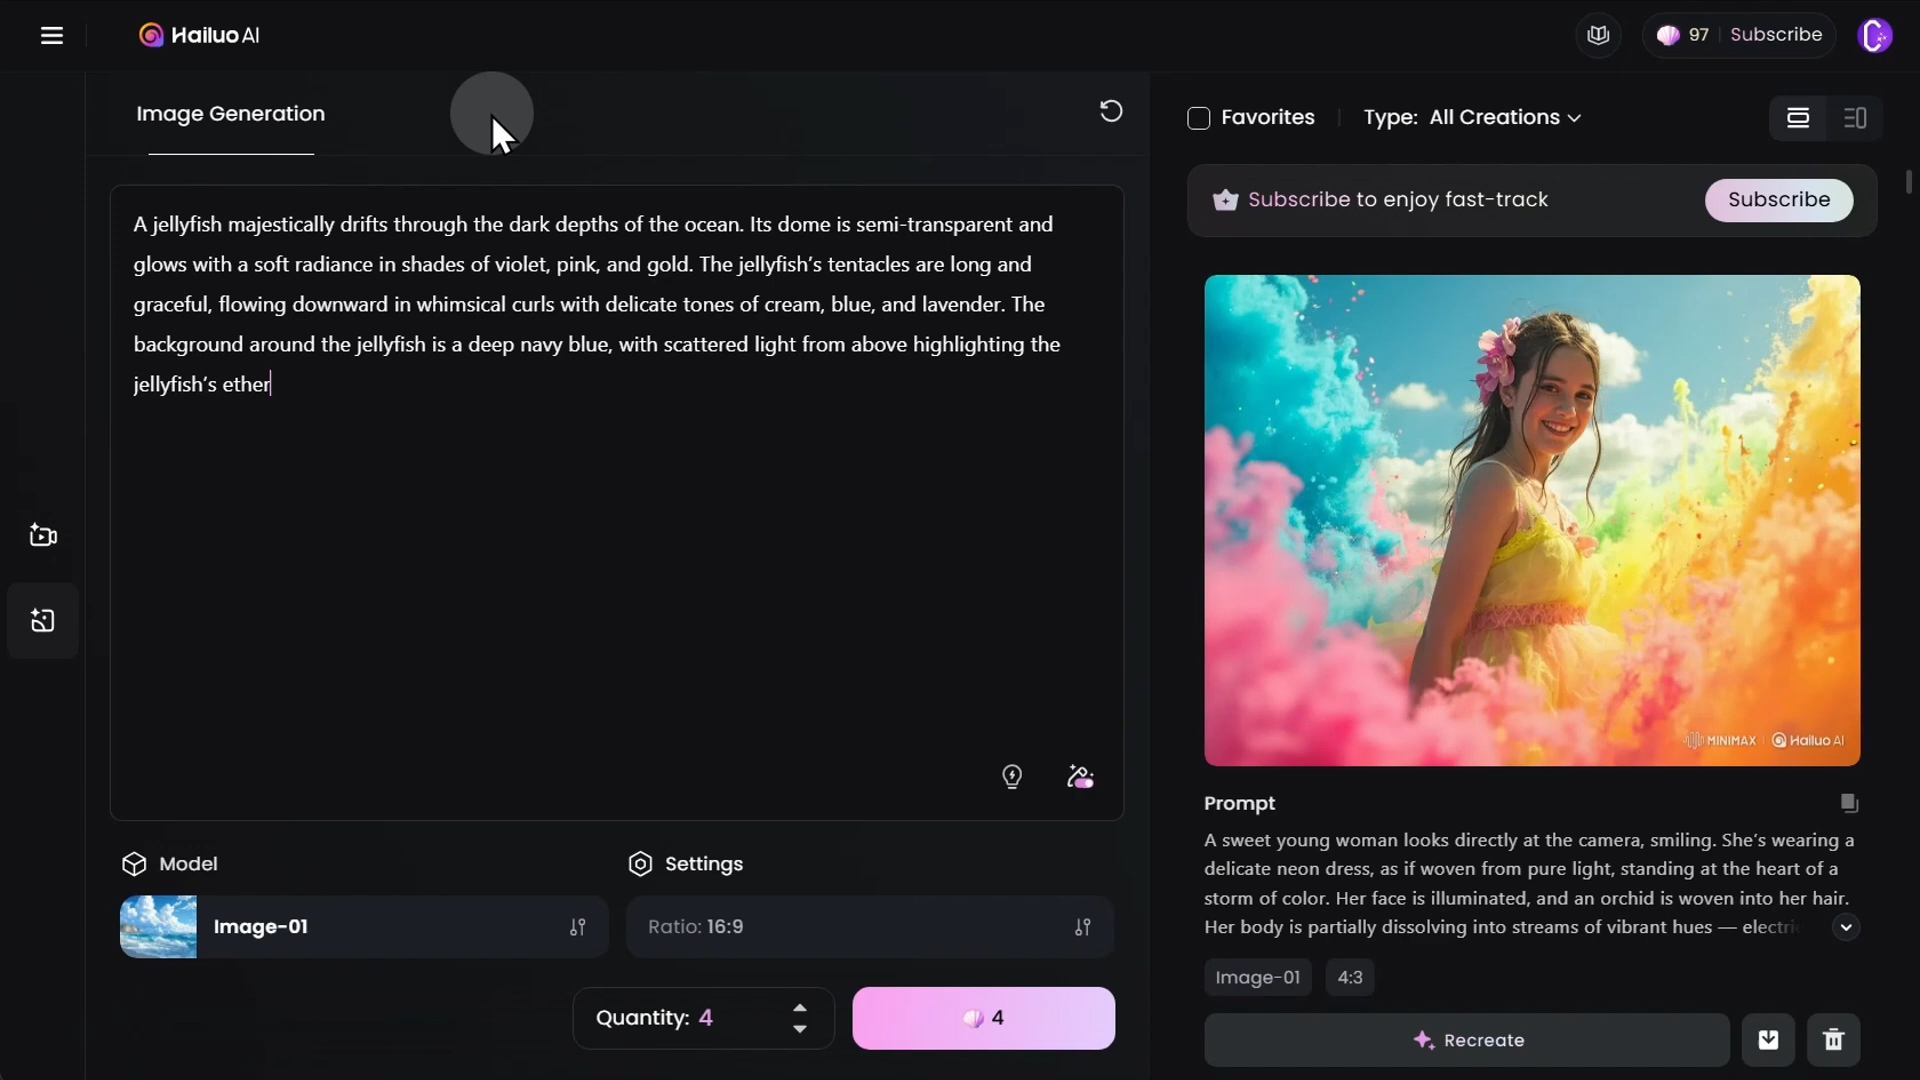 Hailuo AI
97
Subscribe
Image Generation
A jellyfish majestically drifts through the dark depths of the ocean. Its dome is semi-transparent and
glows with a soft radiance in shades of violet, pink, and gold. The jellyfish’s tentacles are long and
graceful, flowing downward in whimsical curls with delicate tones of cream, blue, and lavender. The
background around the jellyfish is a deep navy blue, with scattered light from above highlighting the
jellyfish’s ether
Model
Settings
Image-01
Ratio: 16:9
Quantity: 4
4
Favorites
Type: All Creations
Subscribe to enjoy fast-track
Subscribe
MINIMAX | Hailuo AI
Prompt
A sweet young woman looks directly at the camera, smiling. She’s wearing a
delicate neon dress, as if woven from pure light, standing at the heart of a
storm of color. Her face is illuminated, and an orchid is woven into her hair.
Her body is partially dissolving into streams of vibrant hues — electri
Image-01
4:3
Recreate